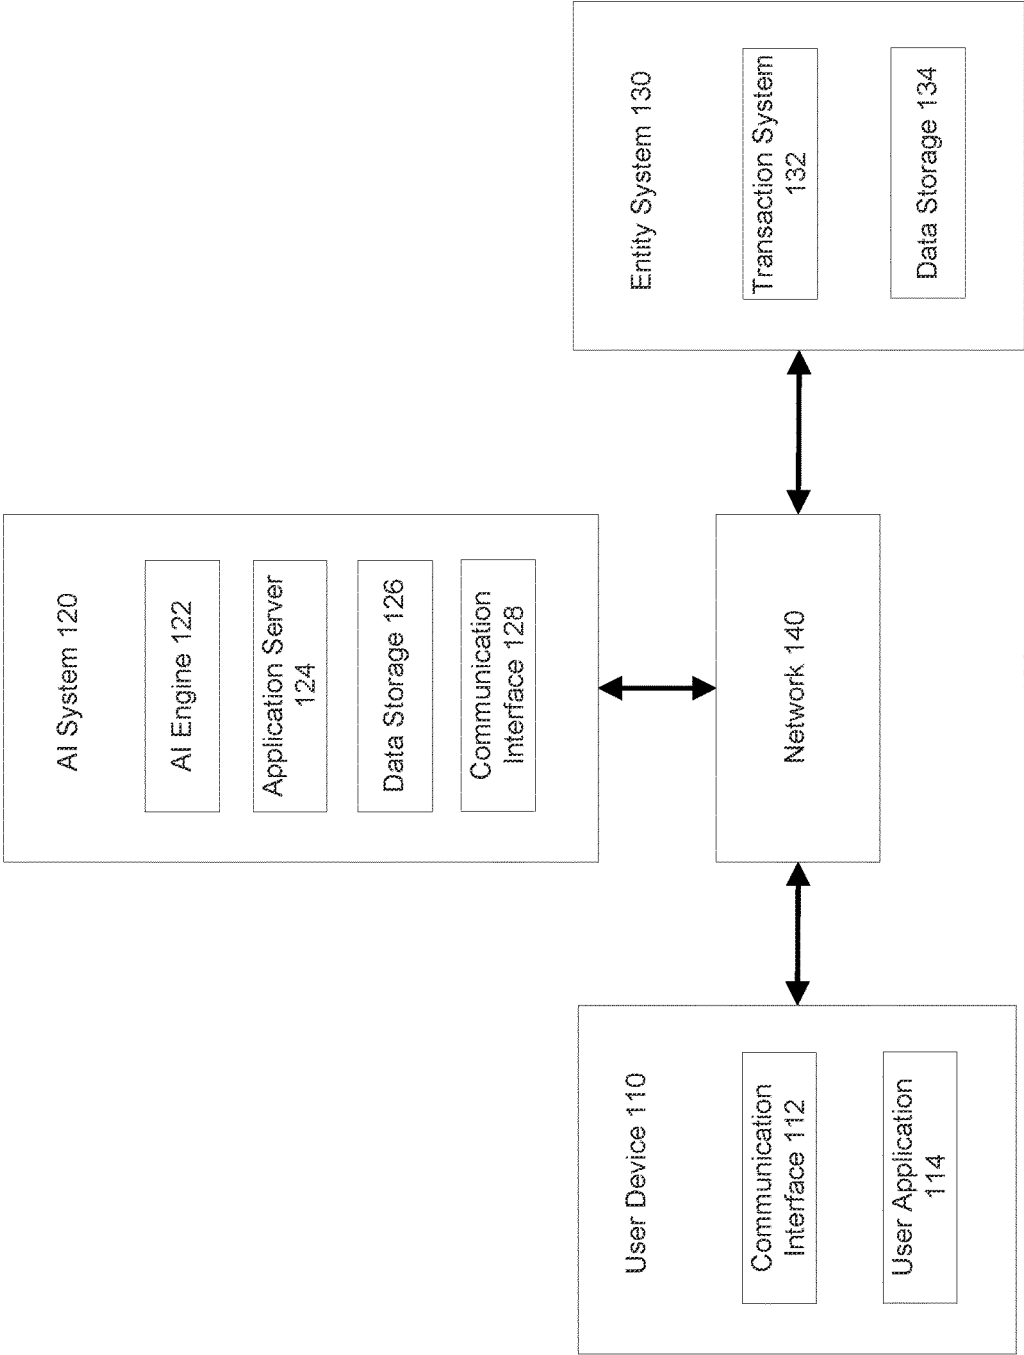 AI System 120
AI Engine 122
Application Server
124
Data Storage 126
Communication
Interface 128
User Device 110
Communication
Interface 112
User Application
114
Network 140
Entity System 130
Transaction System
132
Data Storage 134